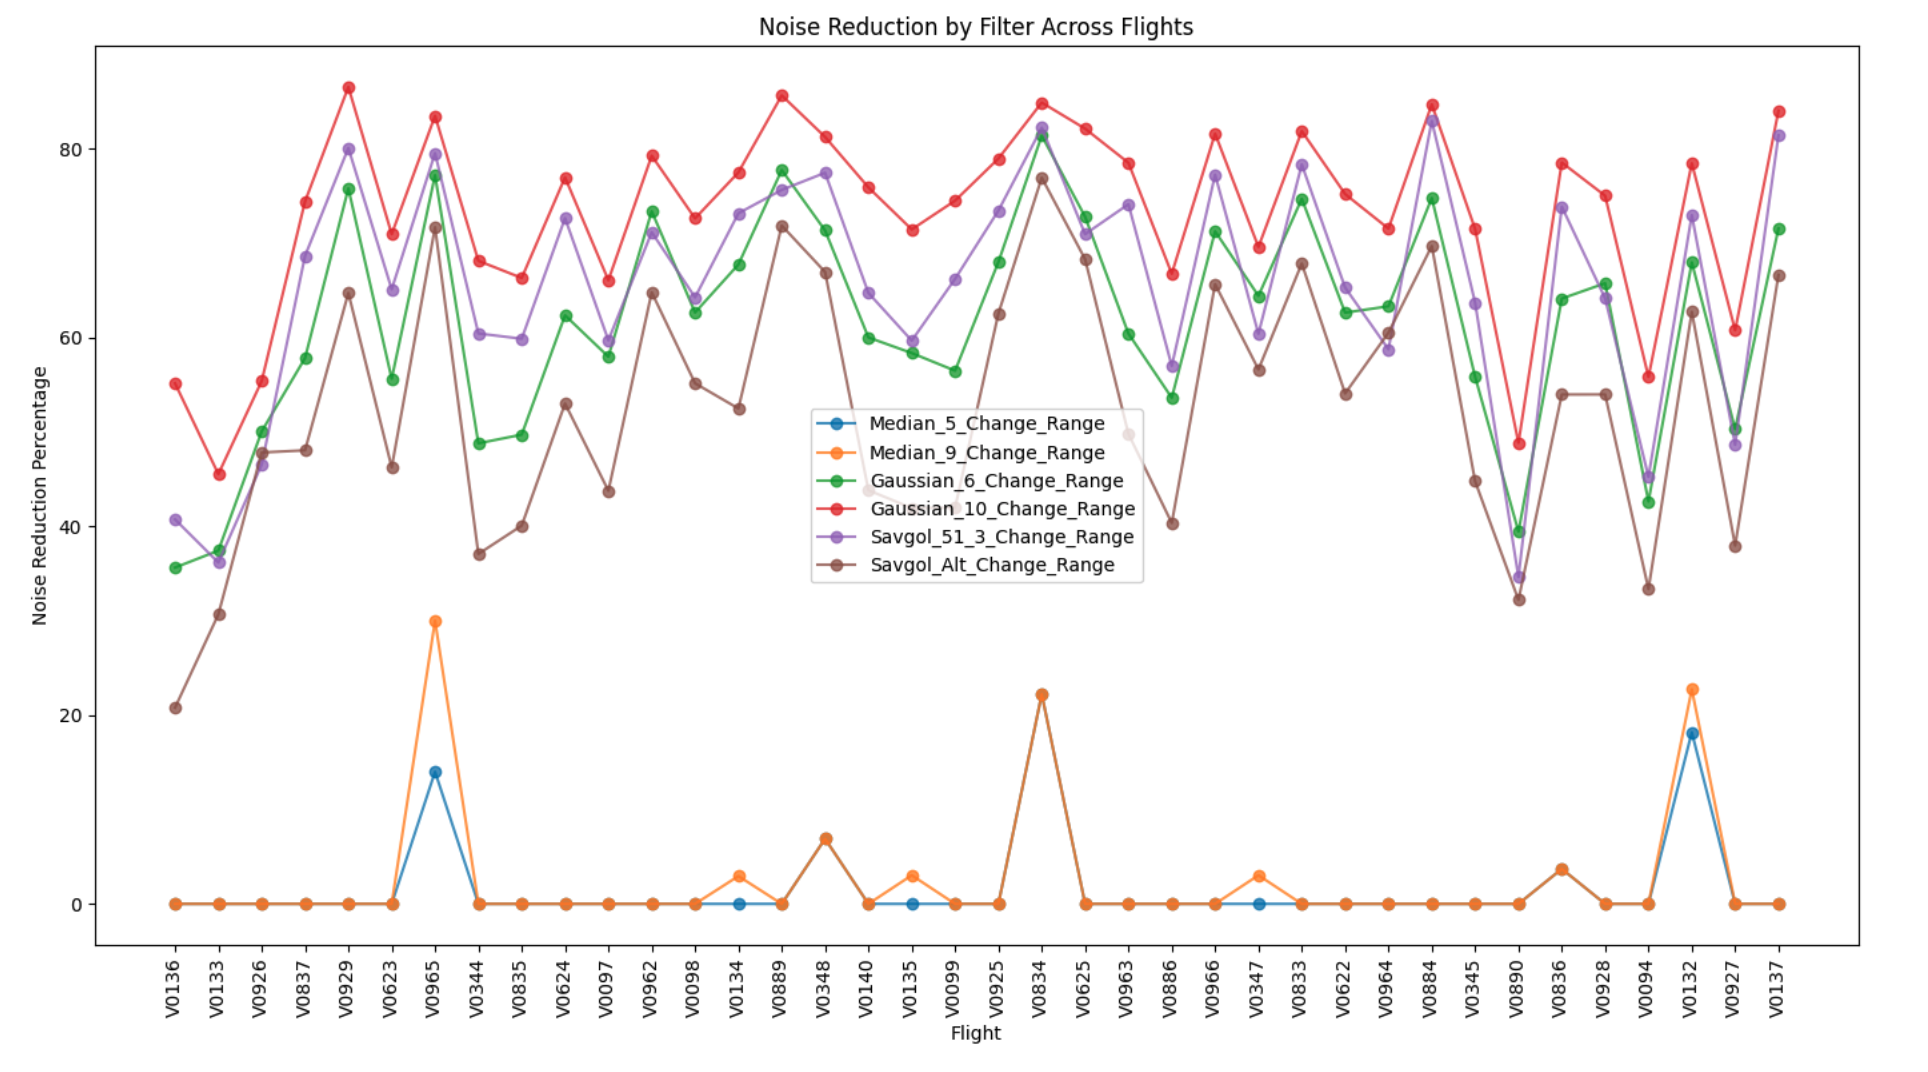 Noise Reduction by Filter Across Flights
Noise Reduction Percentage
80
60
40
20
0
Median_5_Change_Range
Median_9_Change_Range
Gaussian_6_Change_Range
Gaussian_10_Change_Range
Savgol_51_3_Change_Range
Savgol_Alt_Change_Range
V0136
V0133
V0926
V0837
V0929
V0623
V0965
V0344
V0835
V0624
V0097
V0962
V0098
V0134
V0889
V0348
V0140
V0135
V0099
V0925
V0834
V0625
V0963
V0886
V0966
V0347
V0833
V0622
V0964
V0884
V0345
V0890
V0836
V0928
V0094
V0132
V0927
V0137
Flight